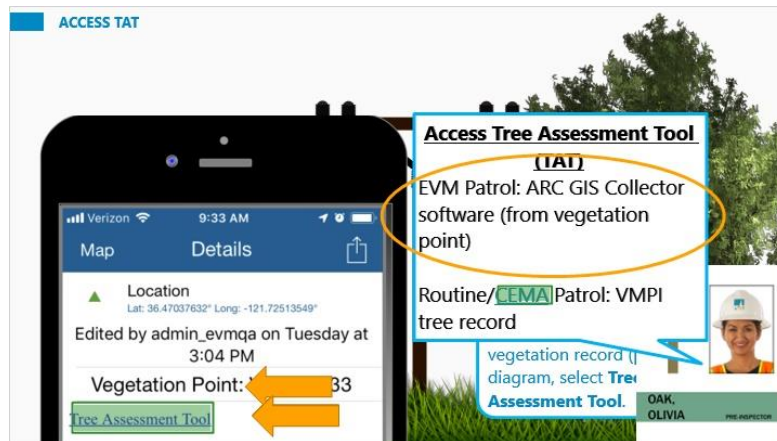 ACCESS TAT
Access Tree Assessment Tool
(TAT)
EVM Patrol: ARC GIS Collector
software (from vegetation
point)
Routine/CEMA Patrol: VMPI
tree record
vegetation record (
diagram, select
Assessment Tool.
Verizon 9:33 AM
Map Details
Location
Lat: 36.47037632° Long: -121.72513549°
Edited by admin_evmqa on Tuesday at
3:04 PM
Vegetation Point: 33
Tree Assessment Tool
OAK,
OLIVIA PRE-INSPECTOR